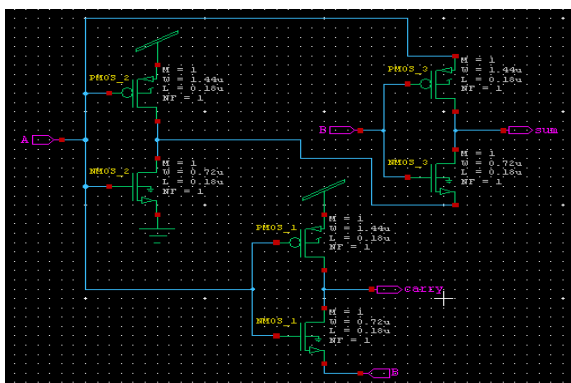 PMOS_2
M = 1
W = 1.44u
L = 0.18u
NF = 1
PMOS_3
M = 1
W = 1.44u
L = 0.18u
NF = 1
A
B
sum
NMOS_2
M = 1
W = 0.72u
L = 0.18u
NF = 1
NMOS_3
M = 1
W = 0.72u
L = 0.18u
NF = 1
PMOS_1
M = 1
W = 1.44u
L = 0.18u
NF = 1
carry
NMOS_1
M = 1
W = 0.72u
L = 0.18u
NF = 1
B